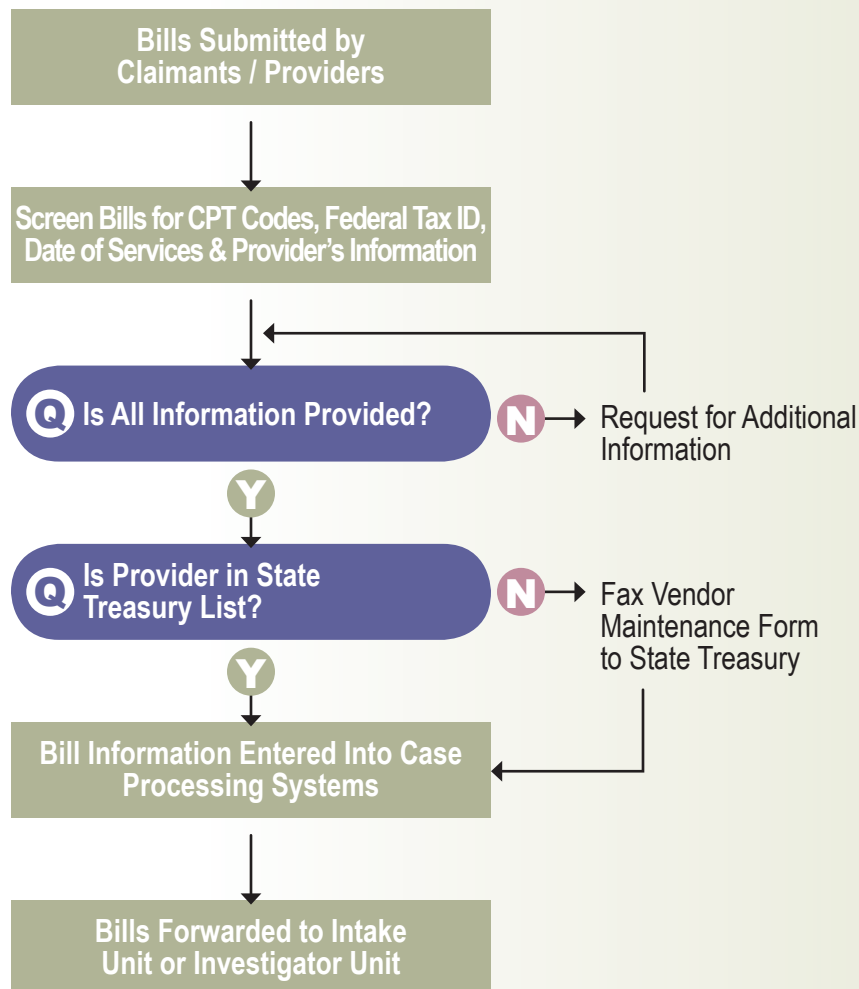 Bills Submitted by
Claimants / Providers
Screen Bills for CPT Codes, Federal Tax ID,
Date of Services & Provider's Information
Q Is All Information Provided?
N
Request for Additional
Information
Y
Q Is Provider in State
Treasury List?
N
Fax Vendor
Maintenance Form
to State Treasury
Y
Bill Information Entered Into Case
Processing Systems
Bills Forwarded to Intake
Unit or Investigator Unit